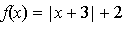 f(x) = |x + 3| + 2